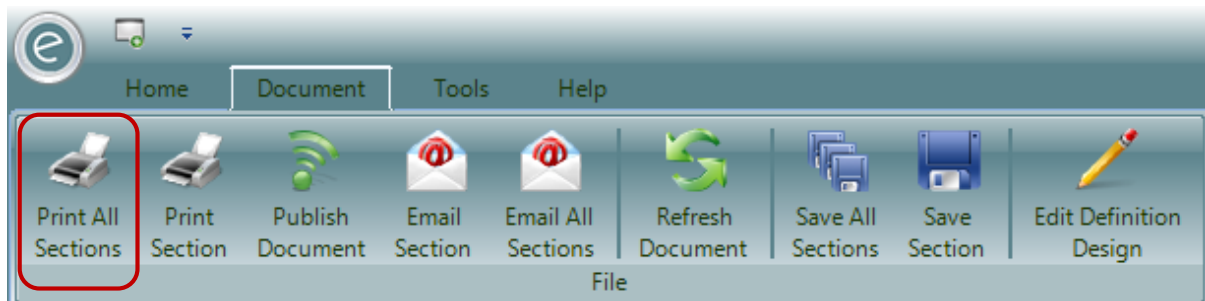 e
Home Document Tools Help
Print All Print Publish Email Email All Refresh Save All Save Edit Definition
Sections Section Document Section Sections Document Sections Section Design
File